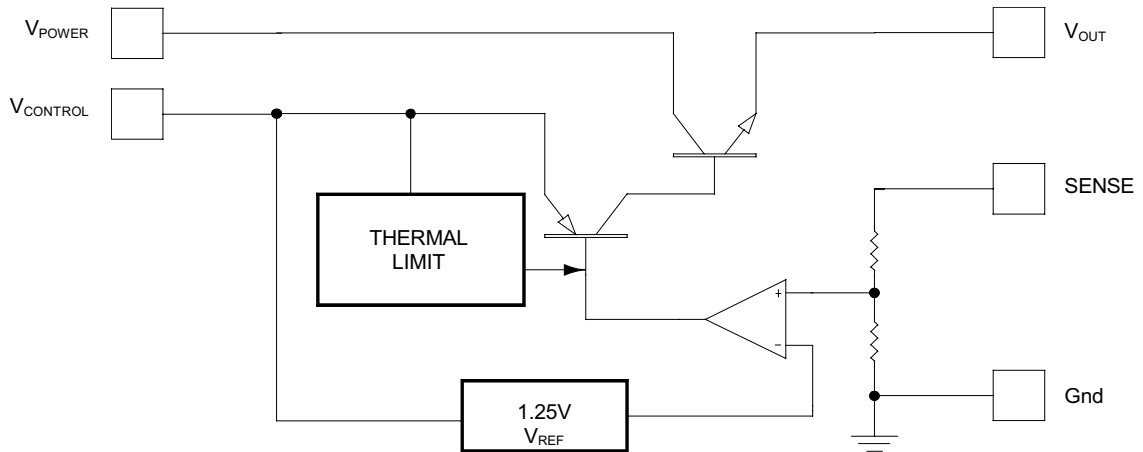 VPOWER
VOUT
VCONTROL
SENSE
THERMAL
LIMIT
+
−
1.25V
VREF
Gnd